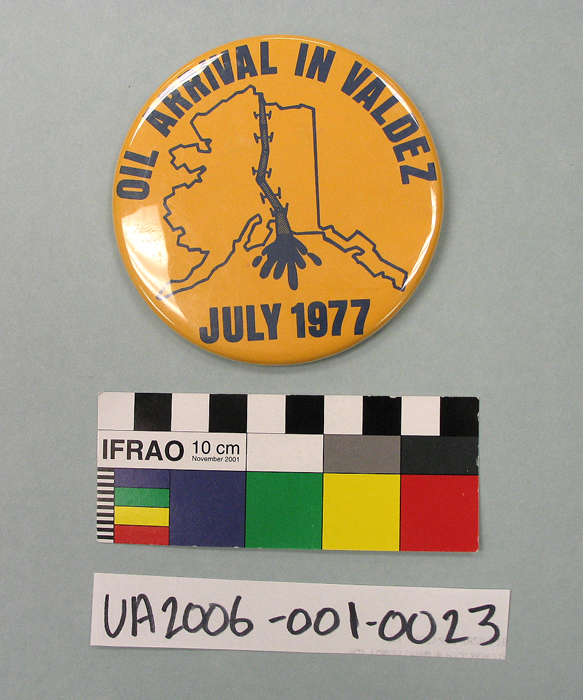 OIL ARRIVAL IN VALDEZ
JULY 1977
IFRAO 10 cm
November 2001
UA2006-001-0023